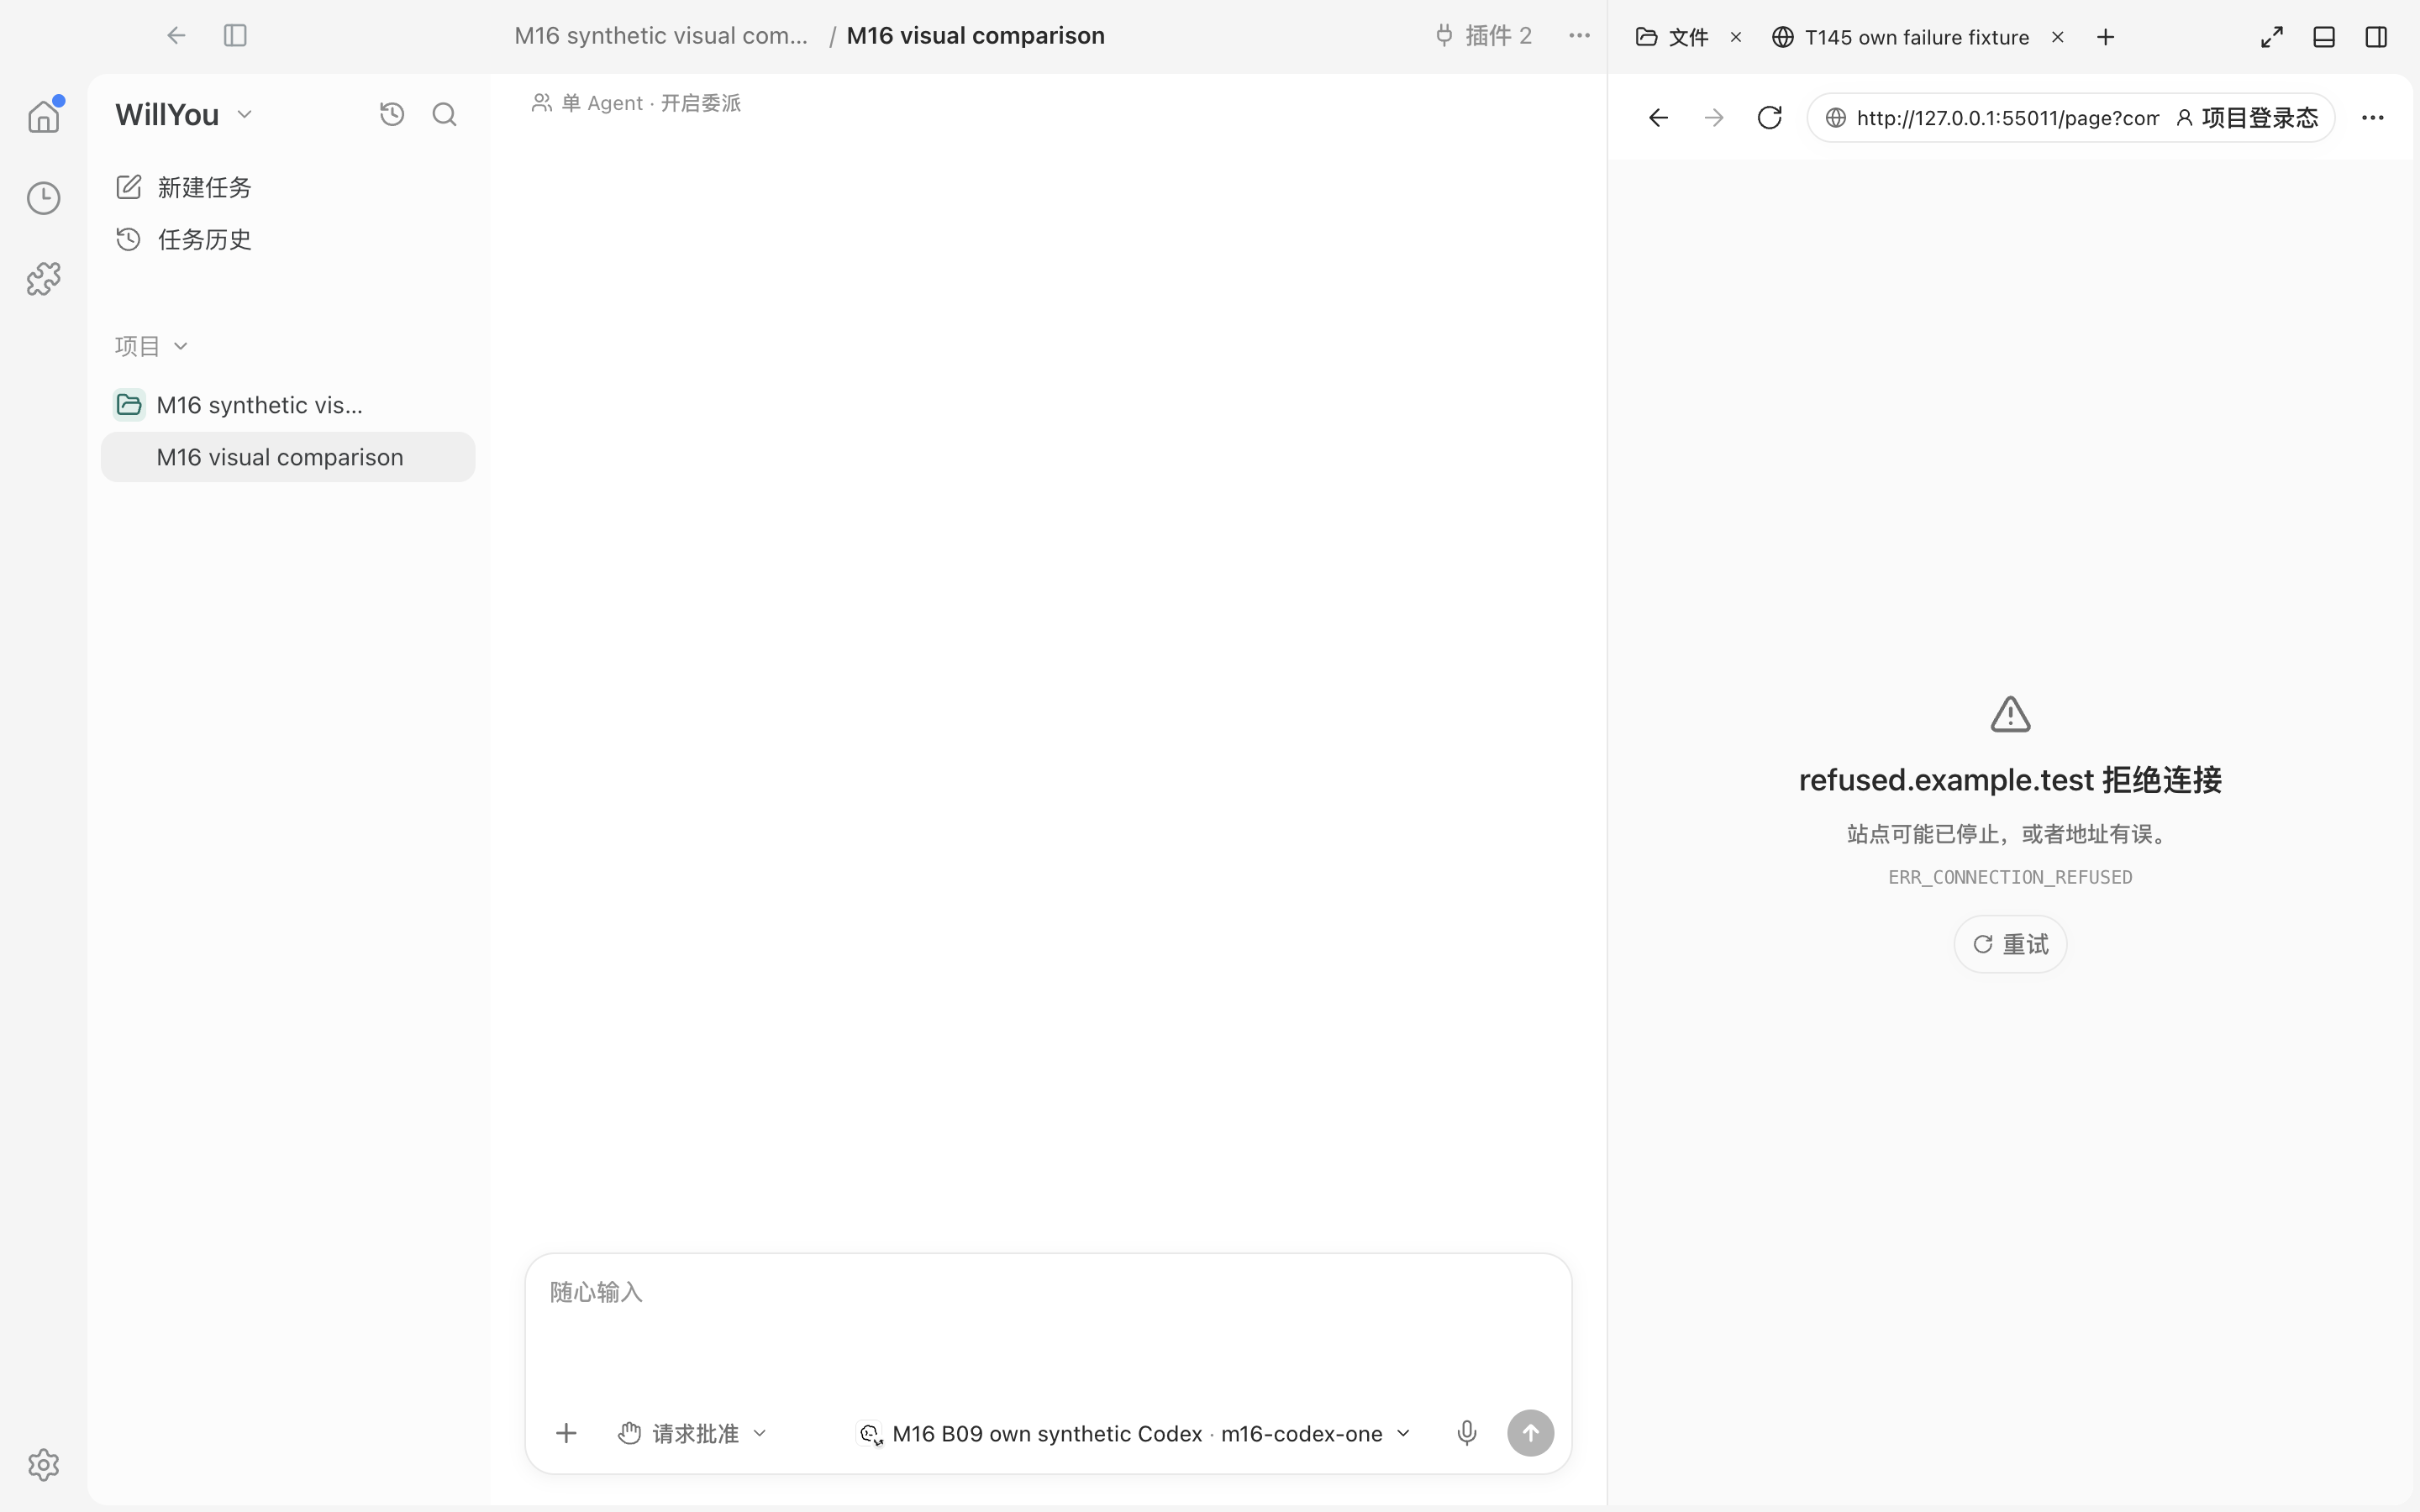 M16 synthetic visual com... / M16 visual comparison
插件 2
文件
T145 own failure fixture
WillYou
新建任务
任务历史
项目
M16 synthetic vis...
M16 visual comparison
单 Agent · 开启委派
随心输入
请求批准
M16 B09 own synthetic Codex · m16-codex-one
http://127.0.0.1:55011/page?com
项目登录态
refused.example.test 拒绝连接
站点可能已停止，或者地址有误。
ERR_CONNECTION_REFUSED
重试